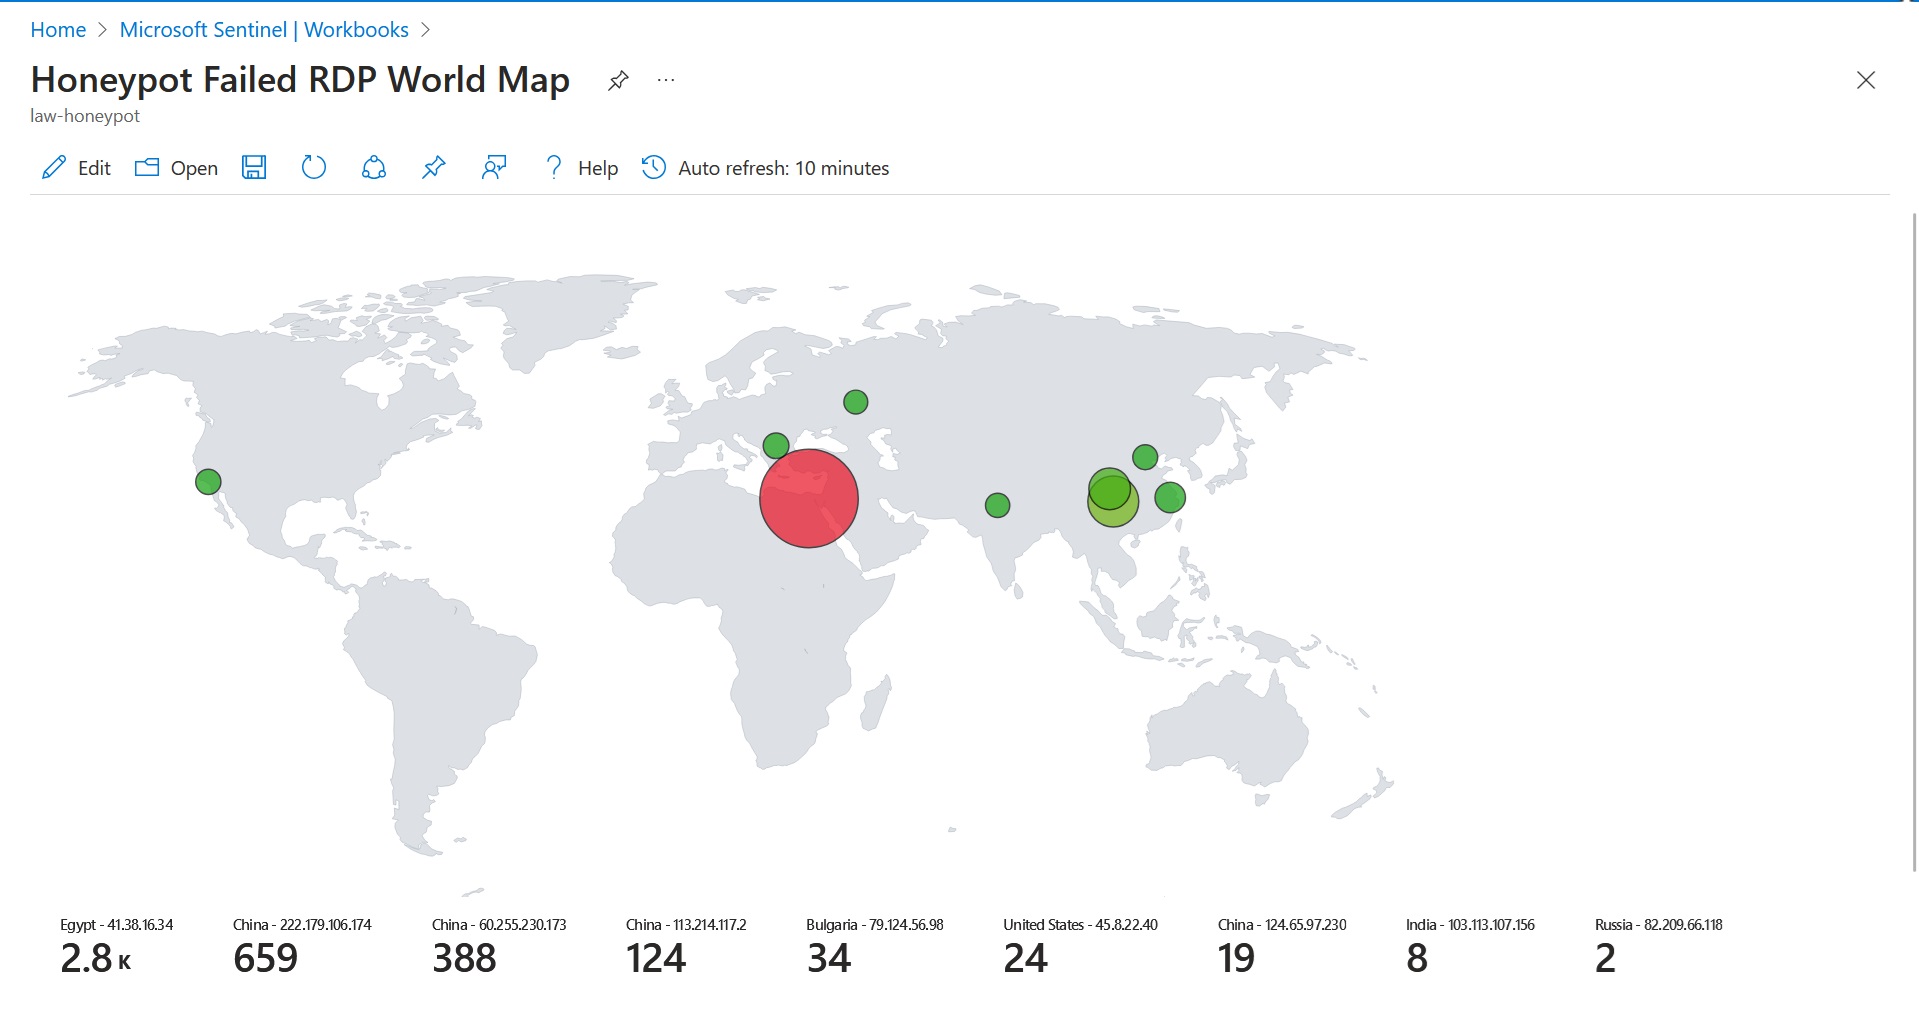 Home > Microsoft Sentinel | Workbooks >
Honeypot Failed RDP World Map ...
law-honeypot
Edit Open ? Help Auto refresh: 10 minutes
Egypt - 41.38.16.34 China - 222.179.106.174 China - 60.255.230.173 China - 113.214.117.2 Bulgaria - 79.124.56.98 United States - 45.8.22.40 China - 124.65.97.230 India - 103.113.107.156 Russia - 82.209.66.118
2.8 K 659 388 124 34 24 19 8 2